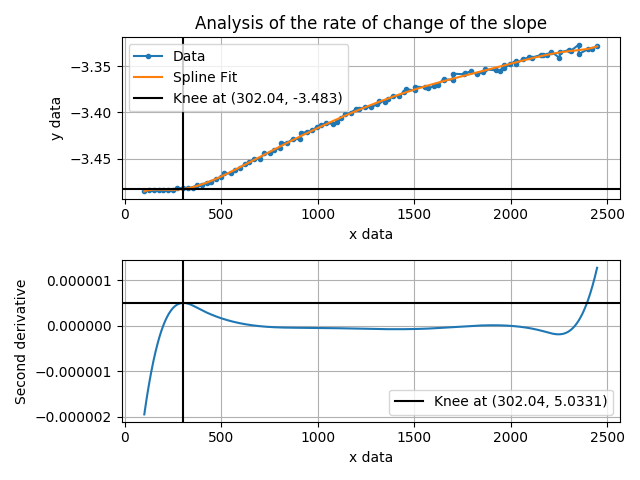 Analysis of the rate of change of the slope
Data
Spline Fit
Knee at (302.04, -3.483)
y data
−3.35
−3.40
−3.45
0 500 1000 1500 2000 2500
x data
Second derivative
0.000001
0.000000
−0.000001
−0.000002
Knee at (302.04, 5.0331)
0 500 1000 1500 2000 2500
x data